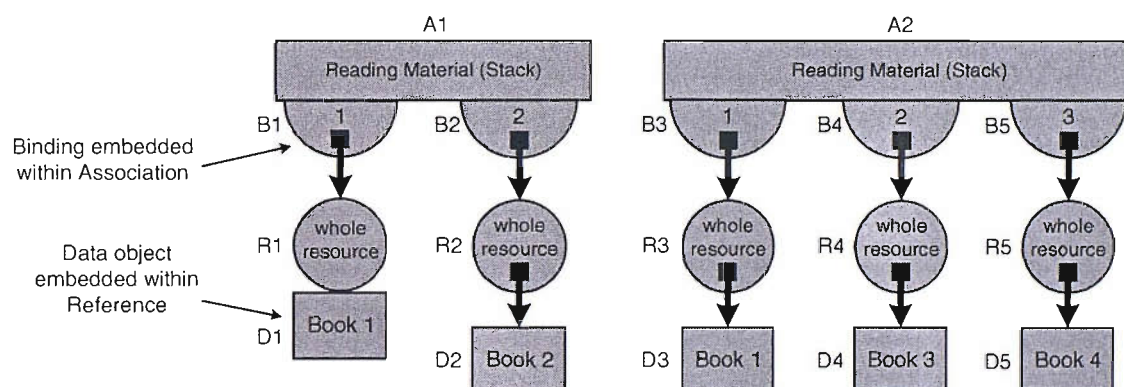 A1
A2
Reading Material (Stack)
Reading Material (Stack)
B1
1
B2
2
B3
1
B4
2
B5
3
Binding embedded
within Association
R1
whole
resource
R2
whole
resource
R3
whole
resource
R4
whole
resource
R5
whole
resource
Data object
embedded within
Reference
D1
Book 1
D2
Book 2
D3
Book 1
D4
Book 3
D5
Book 4